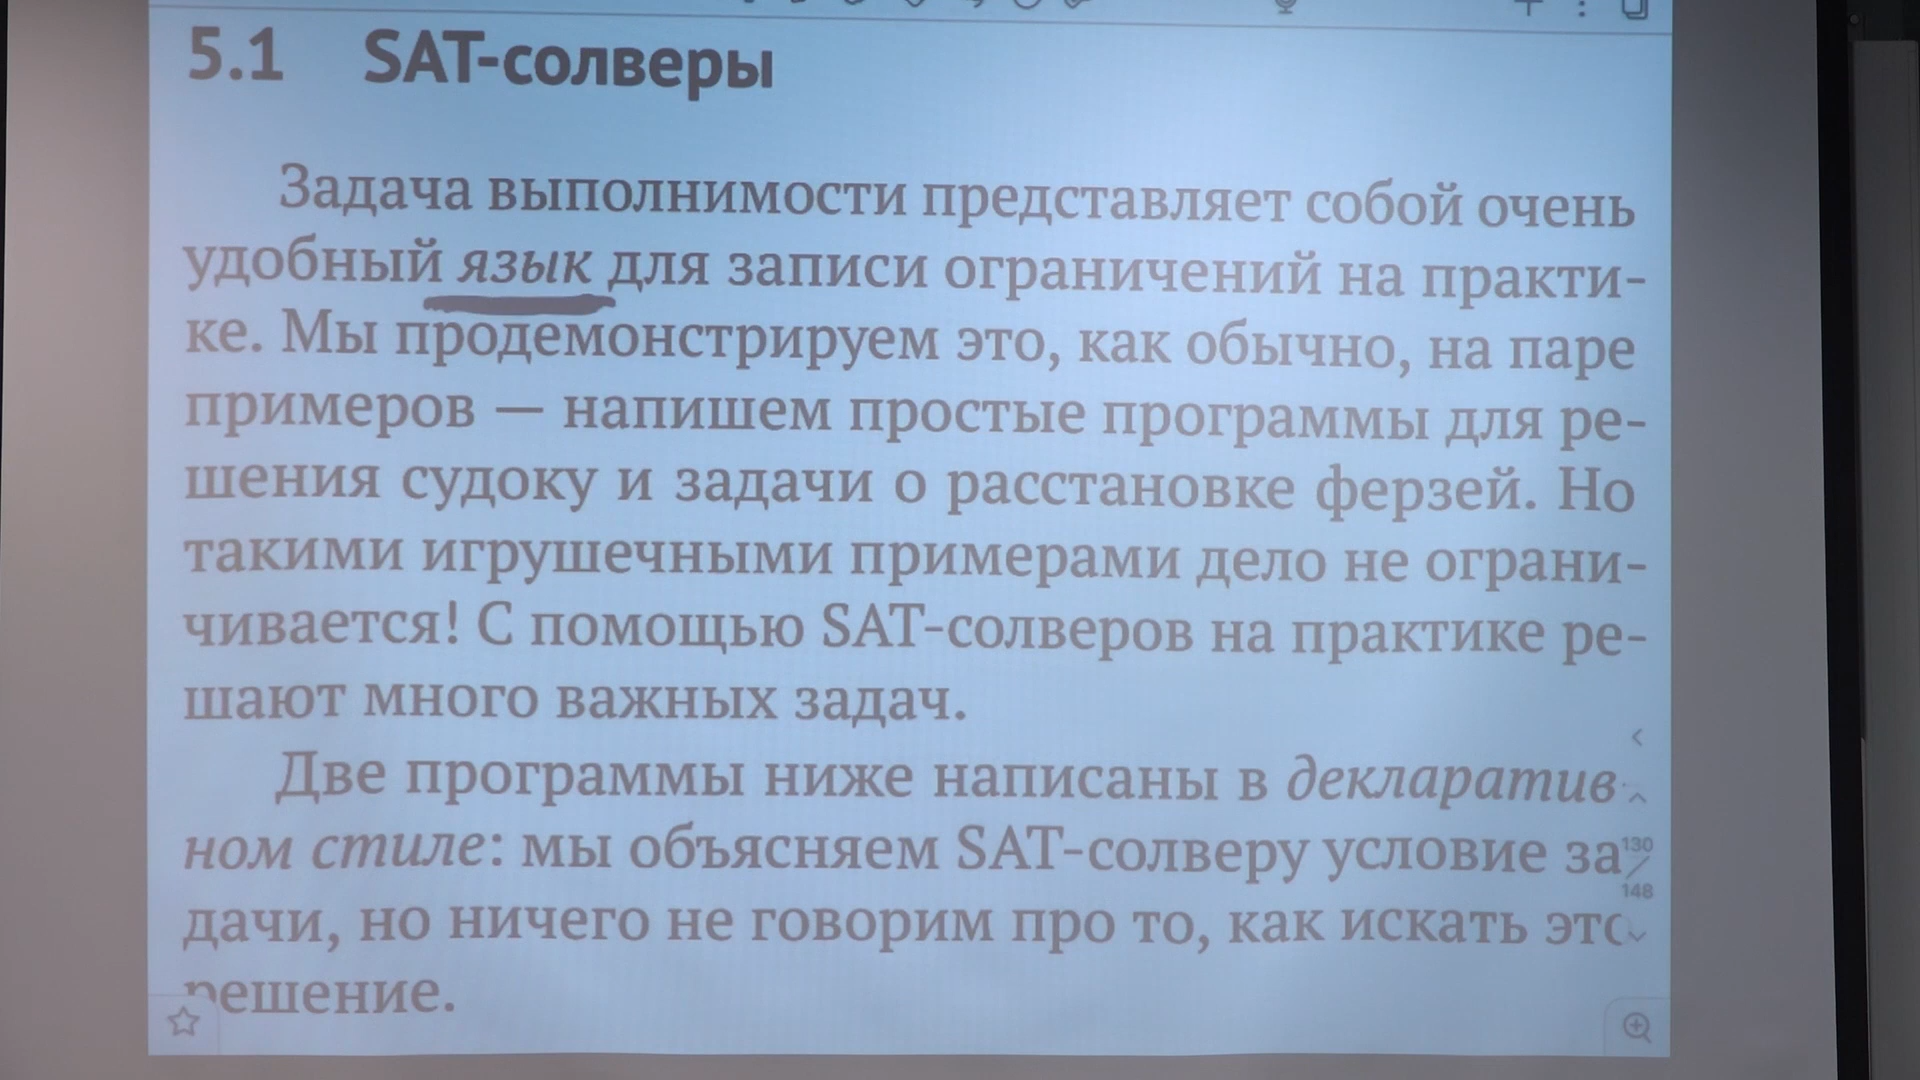 5.1 SAT-солверы
Задача выполнимости представляет собой очень
удобный язык для записи ограничений на практи-
ке. Мы продемонстрируем это, как обычно, на паре
примеров — напишем простые программы для ре-
шения судоку и задачи о расстановке ферзей. Но
такими игрушечными примерами дело не ограни-
чивается! С помощью SAT-солверов на практике ре-
шают много важных задач.
Две программы ниже написаны в декларатив
ном стиле: мы объясняем SAT-солверу условие за
дачи, но ничего не говорим про то, как искать это
решение.
130
148